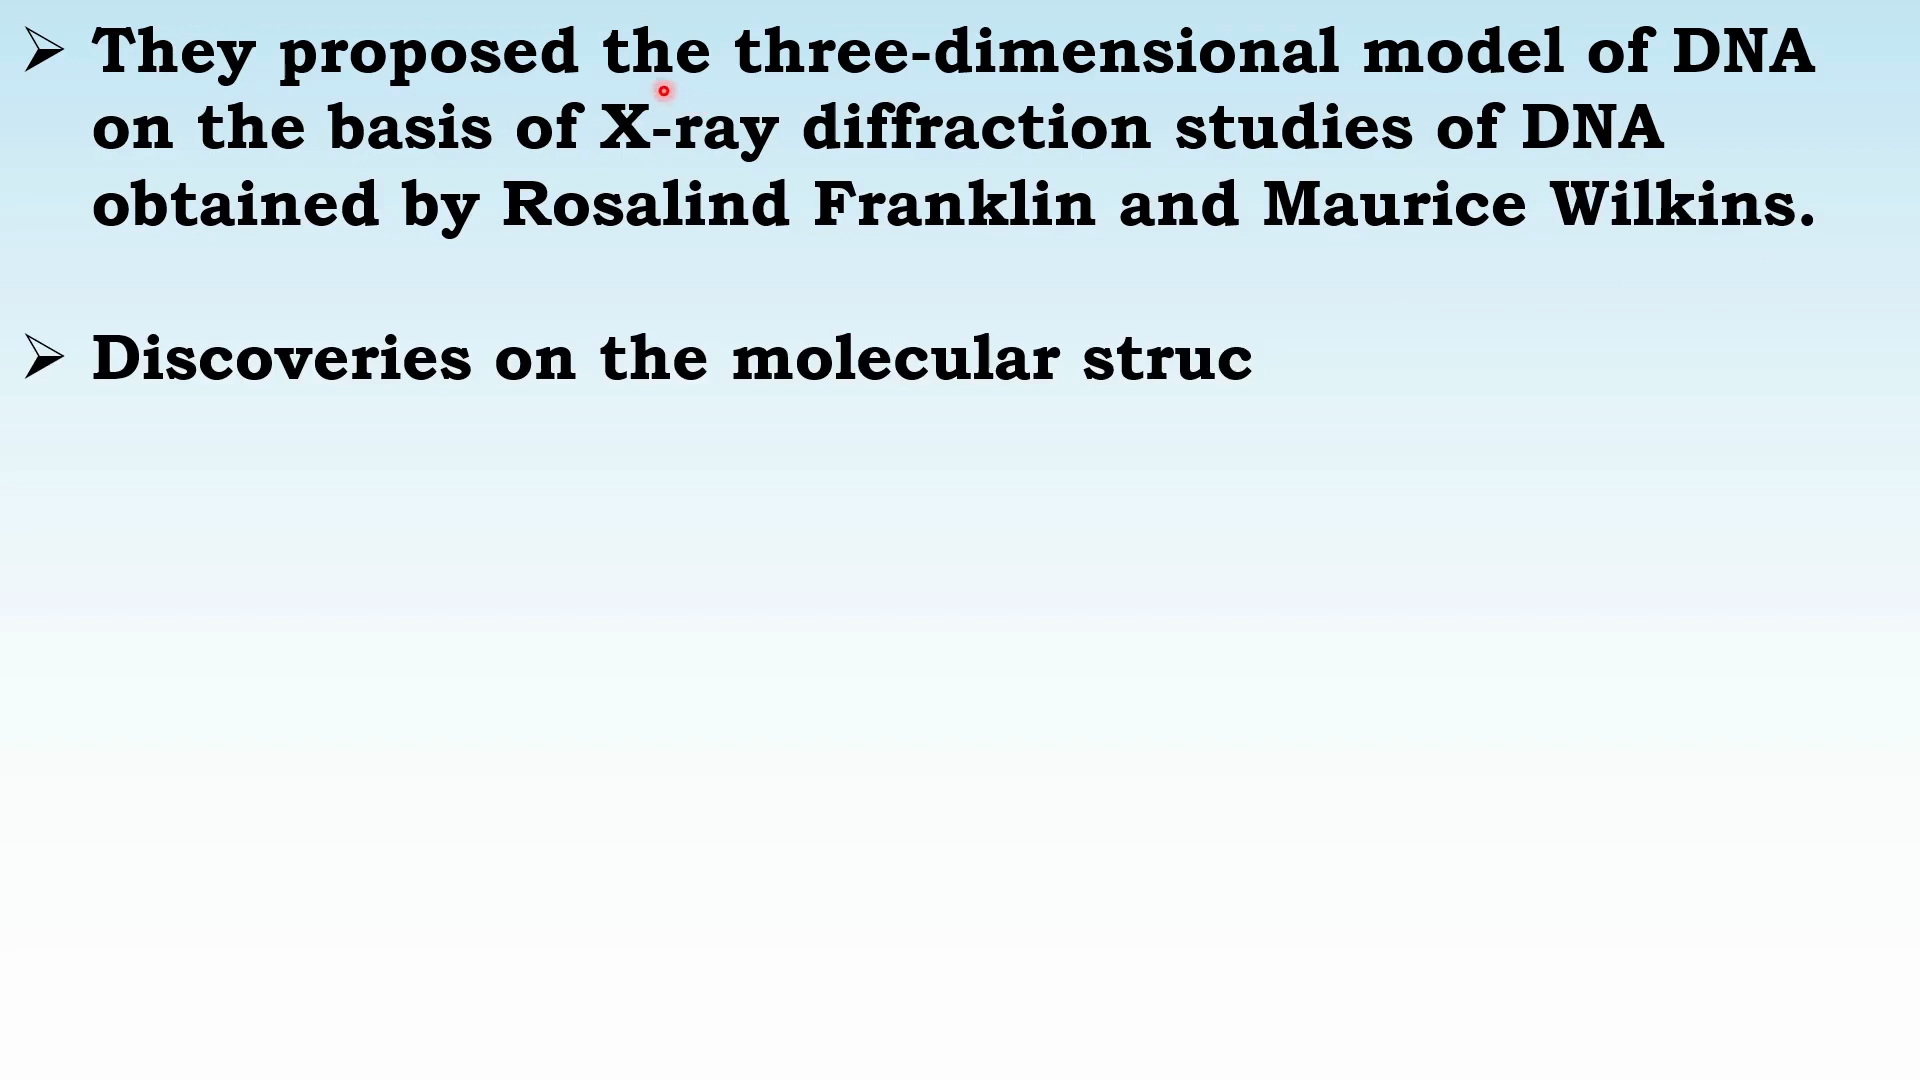 ➢ They proposed the three-dimensional model of DNA
on the basis of X-ray diffraction studies of DNA
obtained by Rosalind Franklin and Maurice Wilkins.
➢ Discoveries on the molecular struc